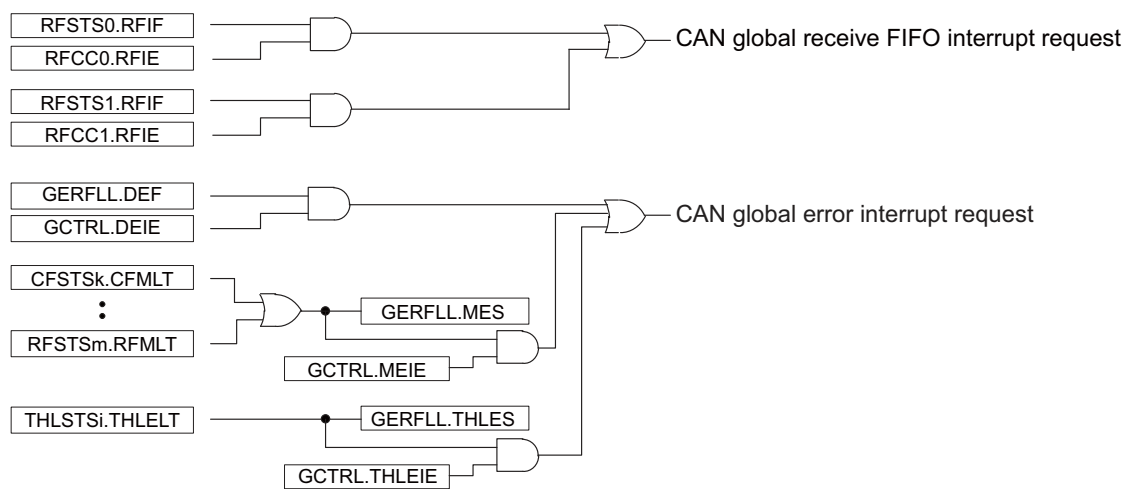 RFSTS0.RFIF
RFCC0.RFIE
CAN global receive FIFO interrupt request
RFSTS1.RFIF
RFCC1.RFIE
GERFLL.DEF
GCTRL.DEIE
CAN global error interrupt request
CFSTSk.CFMLT
RFSTSm.RFMLT
GERFLL.MES
GCTRL.MEIE
THLSTSi.THLELT
GERFLL.THLES
GCTRL.THLEIE